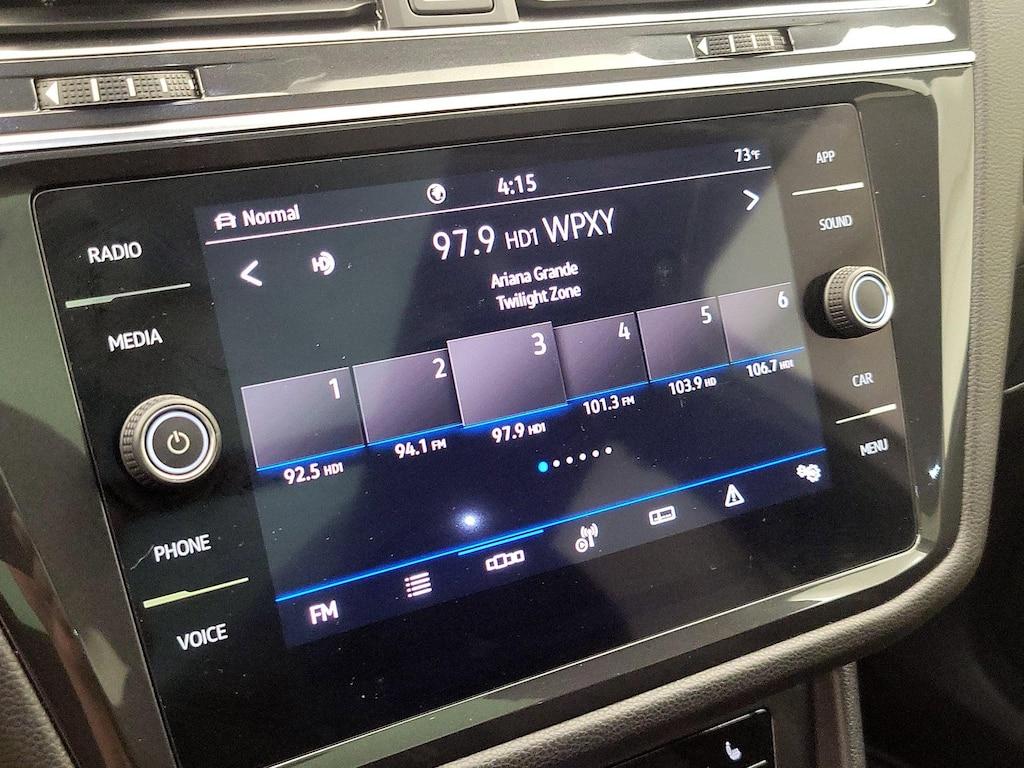 Normal
4:15
73°F
97.9 HD1 WPXY
HD
Ariana Grande
Twilight Zone
1
2
3
4
5
6
92.5 HD1
94.1 FM
97.9 HD1
101.3 FM
103.9 HD
106.7 HD1
FM
RADIO
MEDIA
PHONE
VOICE
APP
SOUND
CAR
MENU